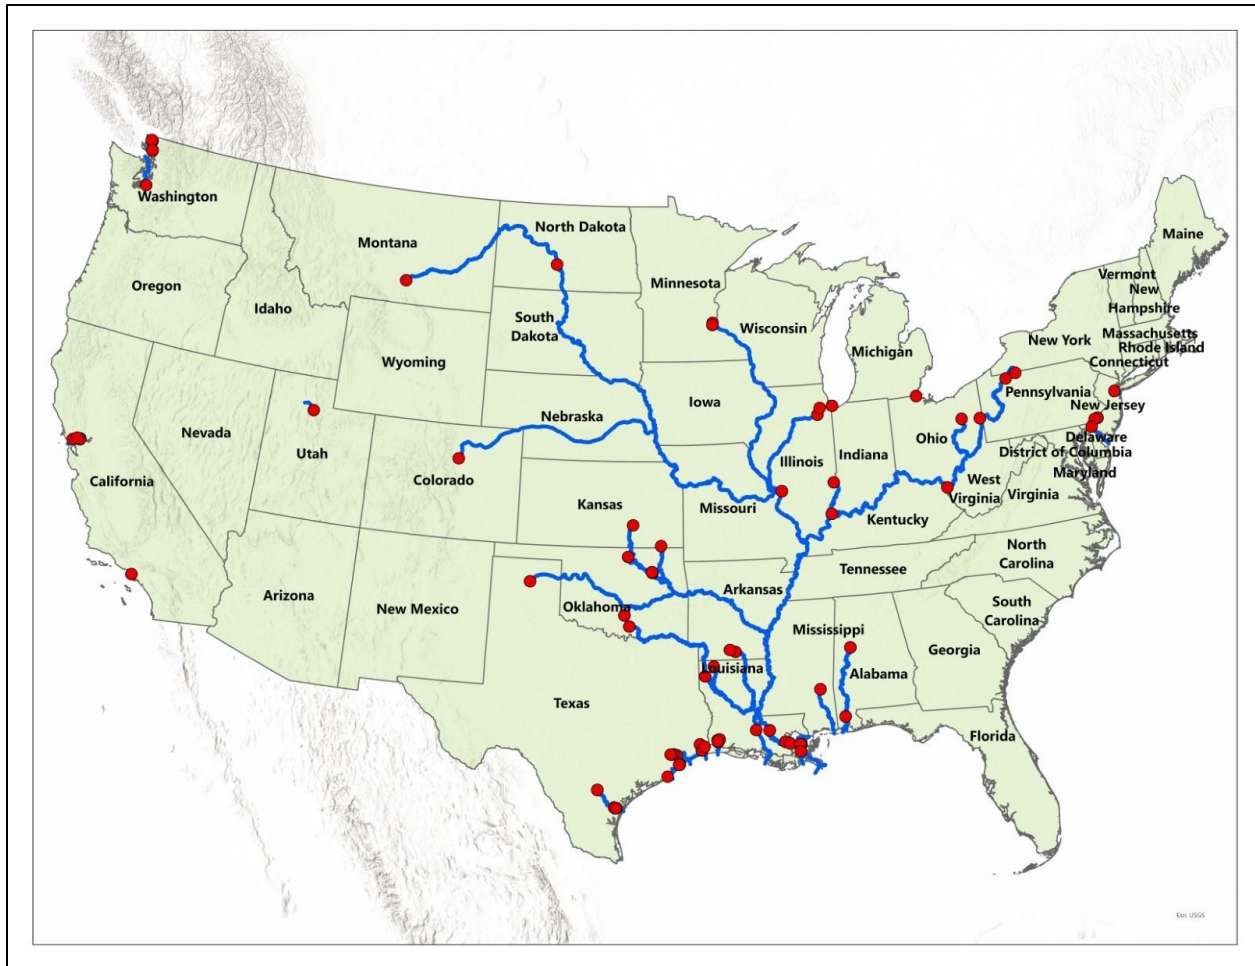 Washington
Montana
North Dakota
Minnesota
Maine
Oregon
Idaho
South
Dakota
Wisconsin
Vermont
New
Hampshire
Wyoming
Michigan
New York
Massachusetts
Rhode Island
Connecticut
Nebraska
Iowa
Pennsylvania
New Jersey
Nevada
Utah
Colorado
Illinois
Indiana
Ohio
Delaware
District of Columbia
Maryland
California
Kansas
Missouri
West
Virginia
Virginia
Kentucky
Arizona
New Mexico
Oklahoma
Arkansas
Tennessee
North
Carolina
South
Carolina
Mississippi
Louisiana
Alabama
Georgia
Texas
Florida
Esri, USGS